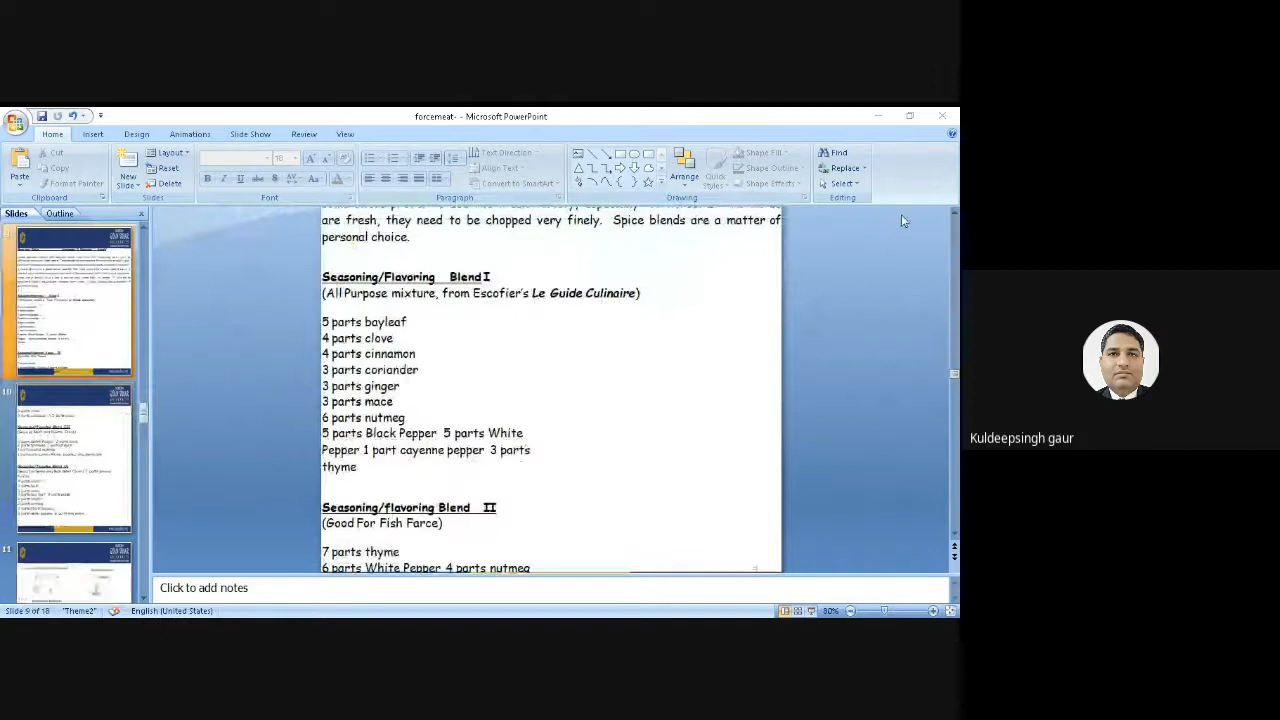 forcemeat- - Microsoft PowerPoint
Home Insert Design Animations Slide Show Review View
Paste
Cut
Copy
Format Painter
Clipboard
New Slide
Layout
Reset
Delete
Slides
18
Font
Text Direction
Align Text
Convert to SmartArt
Paragraph
Arrange
Quick Styles
Shape Fill
Shape Outline
Shape Effects
Drawing
Find
Replace
Select
Editing
Slides Outline
10
11
are fresh, they need to be chopped very finely. Spice blends are a matter of
personal choice.
Seasoning/Flavoring Blend I
(All Purpose mixture, from Escofier's Le Guide Culinaire)
5 parts bayleaf
4 parts clove
4 parts cinnamon
3 parts coriander
3 parts ginger
3 parts mace
6 parts nutmeg
5 parts Black Pepper 5 parts White
Pepper 1 part cayenne pepper 3 parts
thyme
Seasoning/flavoring Blend II
(Good For Fish Farce)
7 parts thyme
6 parts White Pepper 4 parts nutmeg
Click to add notes
Slide 9 of 18 "Theme2" English (United States) 80%
Kuldeepsingh gaur